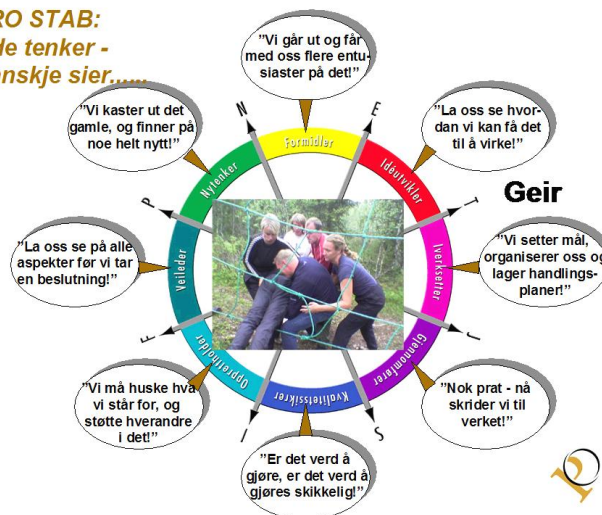 RO STAB:
de tenker -
anskje sier......
"Vi går ut og får
med oss flere entu-
siaster på det!"
"Vi kaster ut det
gamle, og finner på
noe helt nytt!"
"La oss se hvor-
dan vi kan få det
til å virke!"
N
E
Formidler
Nytenker
Idéutvikler
Geir
P
T
"La oss se på alle
aspekter før vi tar
en beslutning!"
Veileder
Iverksetter
"Vi setter mål,
organiserer oss og
lager handlings-
planer!"
F
J
Opprettholder
Gjennomfører
Kvalitetssikrer
"Vi må huske hva
vi står for, og
støtte hverandre
i det!"
"Nok prat - nå
skrider vi til
verket!"
I
S
"Er det verd å
gjøre, er det verd å
gjøres skikkelig!"